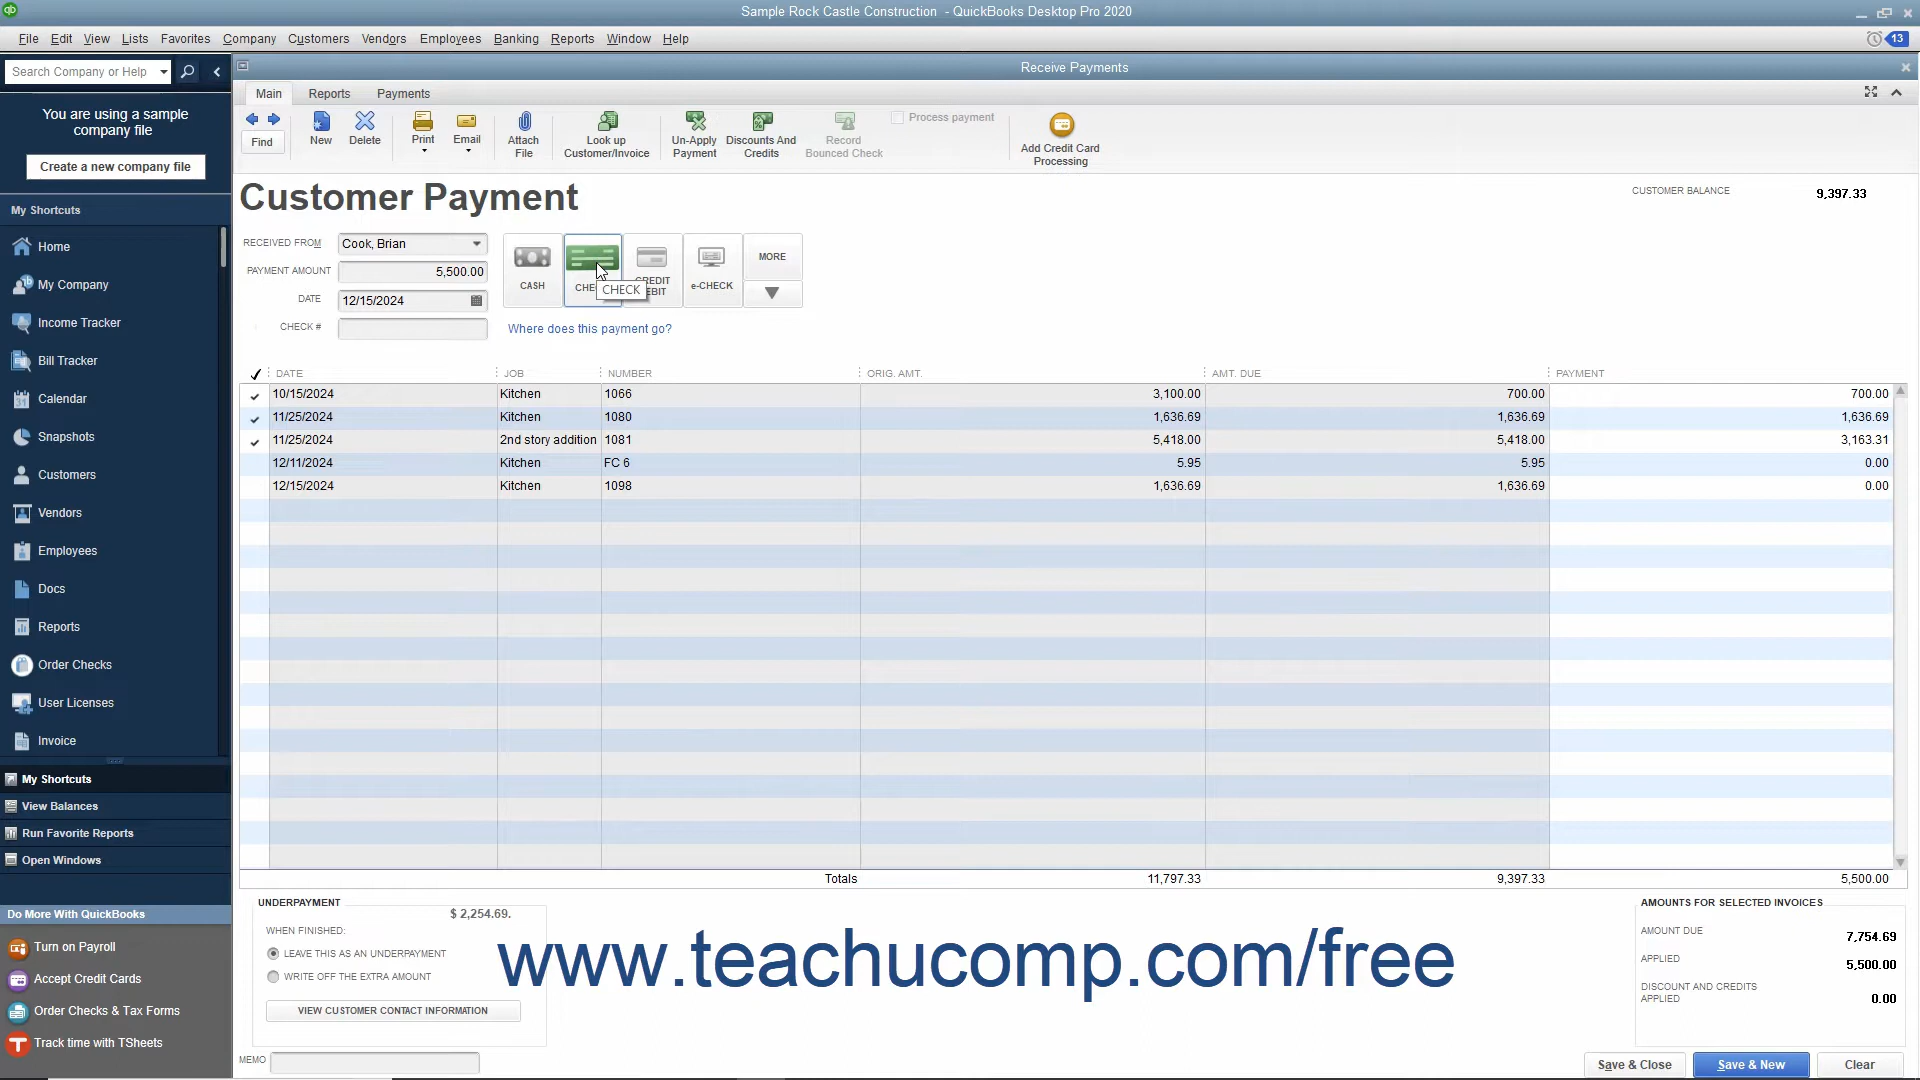 Sample Rock Castle Construction - QuickBooks Desktop Pro 2020
File Edit View Lists Favorites Company Customers Vendors Employees Banking Reports Window Help
13
Search Company or Help
Receive Payments
You are using a sample
company file
Create a new company file
My Shortcuts
Home
My Company
Income Tracker
Bill Tracker
Calendar
Snapshots
Customers
Vendors
Employees
Docs
Reports
Order Checks
User Licenses
Invoice
My Shortcuts
View Balances
Run Favorite Reports
Open Windows
Do More With QuickBooks
Turn on Payroll
Accept Credit Cards
Order Checks & Tax Forms
Track time with TSheets
Main Reports Payments
Find
New
Delete
Print
Email
Attach
File
Look up
Customer/Invoice
Un-Apply
Payment
Discounts And
Credits
Record
Bounced Check
Process payment
Add Credit Card
Processing
Customer Payment
CUSTOMER BALANCE 9,397.33
RECEIVED FROM Cook, Brian
PAYMENT AMOUNT 5,500.00
DATE 12/15/2024
CHECK #
CASH
CHECK
e-CHECK
MORE
Where does this payment go?
DATE JOB NUMBER ORIG. AMT. AMT. DUE PAYMENT
10/15/2024 Kitchen 1066 3,100.00 700.00 700.00
11/25/2024 Kitchen 1080 1,636.69 1,636.69 1,636.69
11/25/2024 2nd story addition 1081 5,418.00 5,418.00 3,163.31
12/11/2024 Kitchen FC 6 5.95 5.95 0.00
12/15/2024 Kitchen 1098 1,636.69 1,636.69 0.00
Totals 11,797.33 9,397.33 5,500.00
UNDERPAYMENT
$ 2,254.69.
WHEN FINISHED:
LEAVE THIS AS AN UNDERPAYMENT
WRITE OFF THE EXTRA AMOUNT
VIEW CUSTOMER CONTACT INFORMATION
MEMO
www.teachucomp.com/free
AMOUNTS FOR SELECTED INVOICES
AMOUNT DUE 7,754.69
APPLIED 5,500.00
DISCOUNT AND CREDITS
APPLIED 0.00
Save & Close Save & New Clear